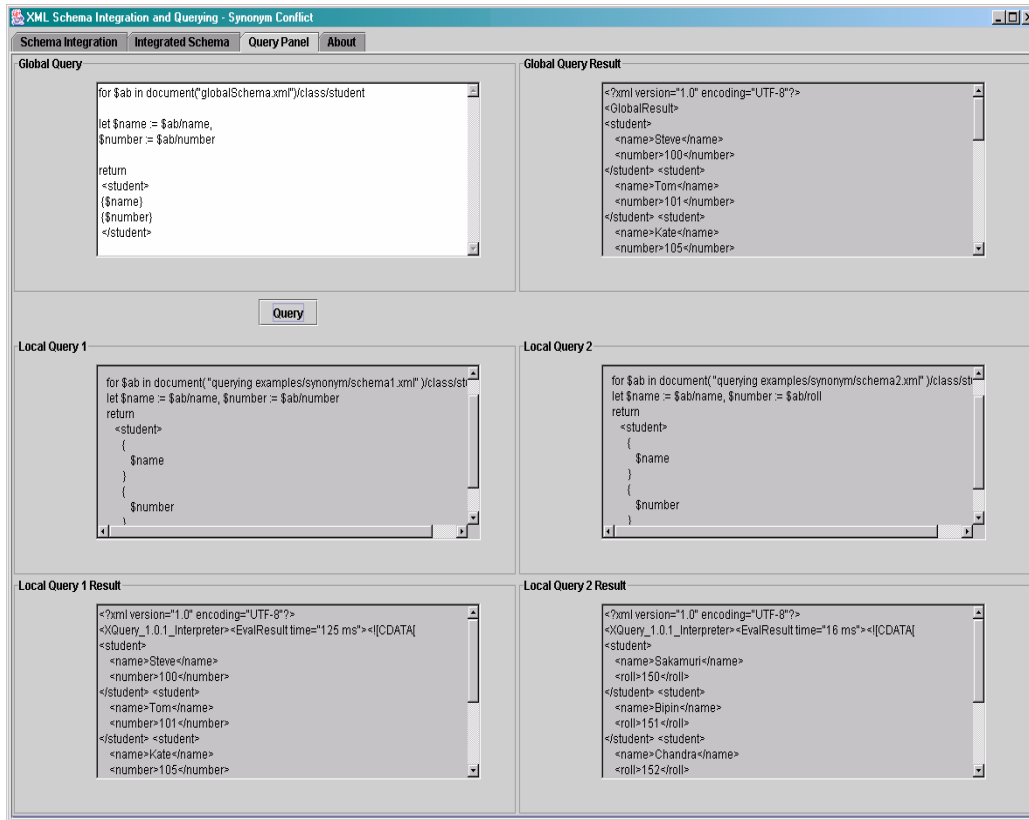 XML Schema Integration and Querying - Synonym Conflict
Schema Integration Integrated Schema Query Panel About
Global Query
for $ab in document("globalSchema.xml")/class/student
let $name := $ab/name,
$number := $ab/number
return
<student>
{$name}
{$number}
</student>
Global Query Result
<?xml version="1.0" encoding="UTF-8"?>
<GlobalResult>
<student>
<name>Steve</name>
<number>100</number>
</student> <student>
<name>Tom</name>
<number>101</number>
</student> <student>
<name>Kate</name>
<number>105</number>
Query
Local Query 1
for $ab in document( "querying examples/synonym/schema1.xml" )/class/stu
let $name := $ab/name, $number := $ab/number
return
<student>
{
$name
}
{
$number
}
Local Query 2
for $ab in document( "querying examples/synonym/schema2.xml" )/class/stu
let $name := $ab/name, $number := $ab/roll
return
<student>
{
$name
}
{
$number
}
Local Query 1 Result
<?xml version="1.0" encoding="UTF-8"?>
<XQuery_1.0.1_Interpreter><EvalResult time="125 ms"><![CDATA[
<student>
<name>Steve</name>
<number>100</number>
</student> <student>
<name>Tom</name>
<number>101</number>
</student> <student>
<name>Kate</name>
<number>105</number>
Local Query 2 Result
<?xml version="1.0" encoding="UTF-8"?>
<XQuery_1.0.1_Interpreter><EvalResult time="16 ms"><![CDATA[
<student>
<name>Sakamuri</name>
<roll>150</roll>
</student> <student>
<name>Bipin</name>
<roll>151</roll>
</student> <student>
<name>Chandra</name>
<roll>152</roll>